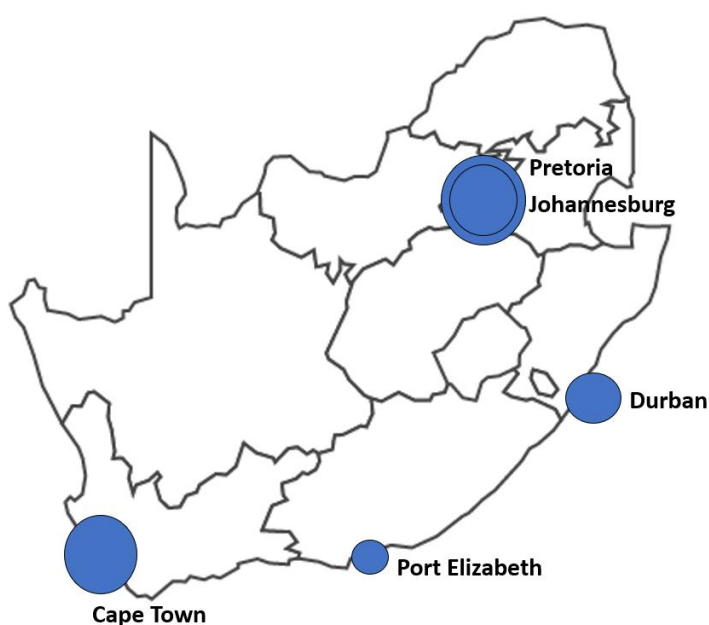 Pretoria
Johannesburg
Durban
Port Elizabeth
Cape Town